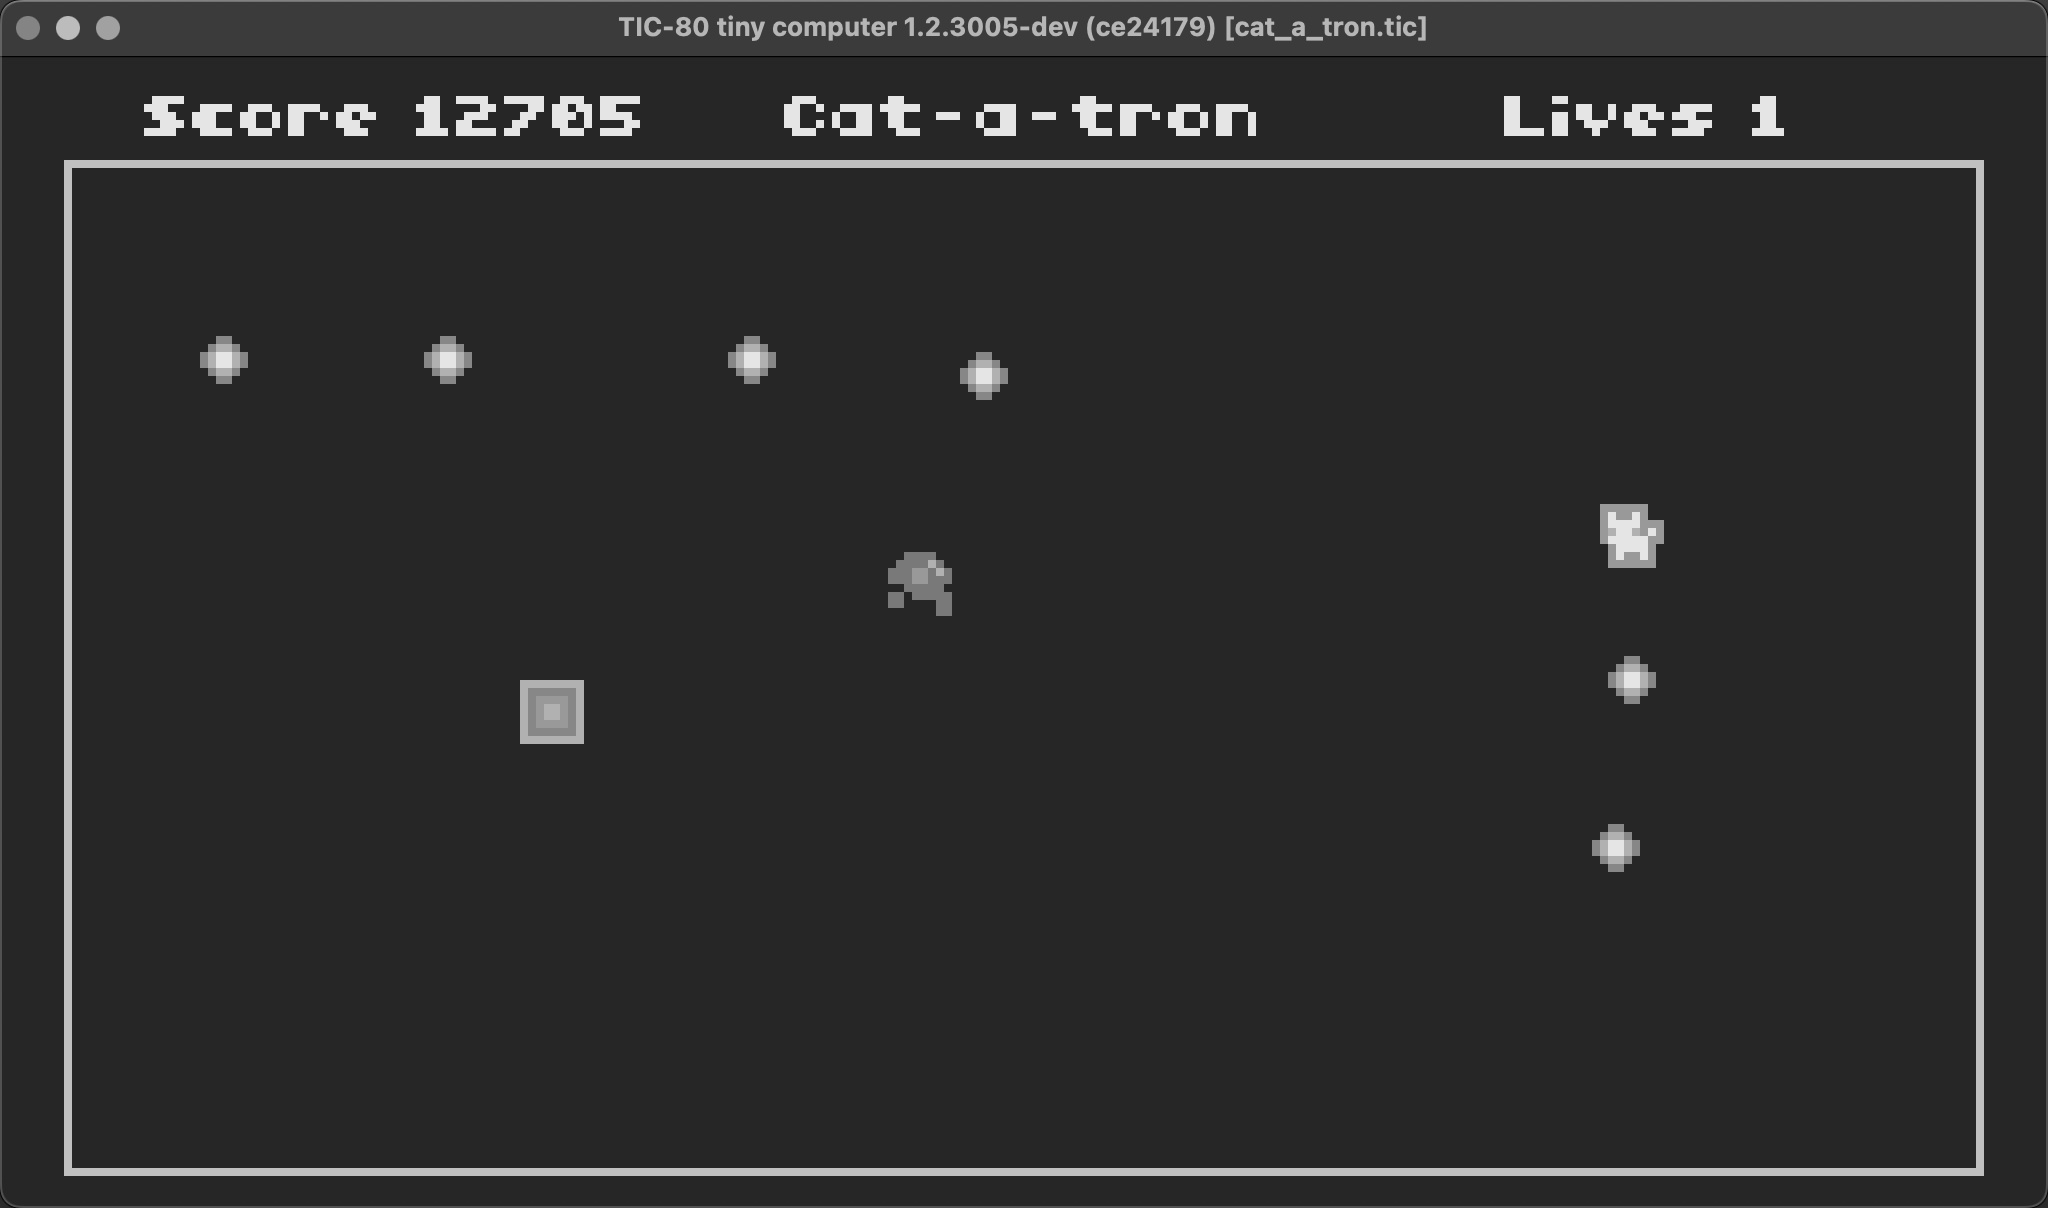 TIC-80 tiny computer 1.2.3005-dev (ce24179) [cat_a_tron.tic]
Score 12705 Cat-a-tron Lives 1